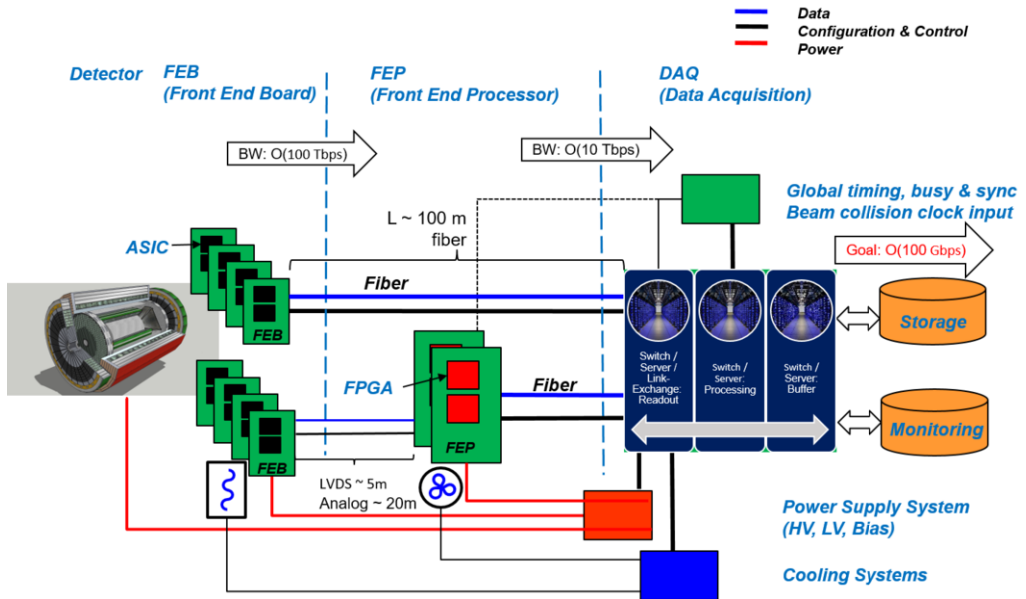 Data
Configuration & Control
Power
Detector
FEB
(Front End Board)
FEP
(Front End Processor)
DAQ
(Data Acquisition)
BW: O(100 Tbps)
BW: O(10 Tbps)
Global timing, busy & sync
Beam collision clock input
L ~ 100 m
fiber
Goal: O(100 Gbps)
ASIC
Fiber
FEB
Storage
Switch /
Server /
Link-
Exchange:
Readout
Switch /
Server: Processing
Switch /
Server:
Buffer
FPGA
Fiber
Monitoring
FEP
FEB
LVDS ~ 5m
Analog ~ 20m
Power Supply System
(HV, LV, Bias)
Cooling Systems